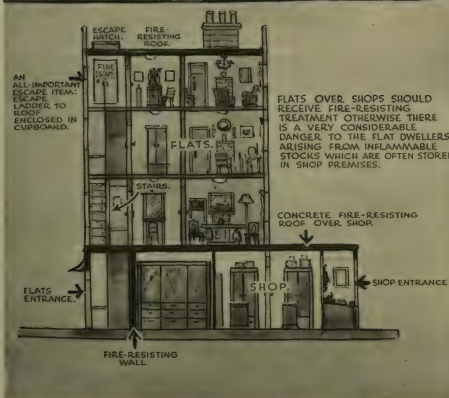 ESCAPE
HATCH.
FIRE-
RESISTING
ROOF.
AN
ALL-IMPORTANT
ESCAPE ITEM:
ESCAPE
LADDER TO
ROOF
ENCLOSED IN
CUPBOARD.
FIRE
FLATS OVER SHOPS SHOULD
RECEIVE FIRE-RESISTING
TREATMENT OTHERWISE THERE
IS A VERY CONSIDERABLE
DANGER TO THE FLAT DWELLERS
ARISING FROM INFLAMMABLE
STOCKS WHICH ARE OFTEN STORED
IN SHOP PREMISES.
FLATS.
STAIRS.
CONCRETE FIRE-RESISTING
ROOF OVER SHOP.
FLATS
ENTRANCE.
SHOP.
SHOP ENTRANCE
FIRE-RESISTING
WALL